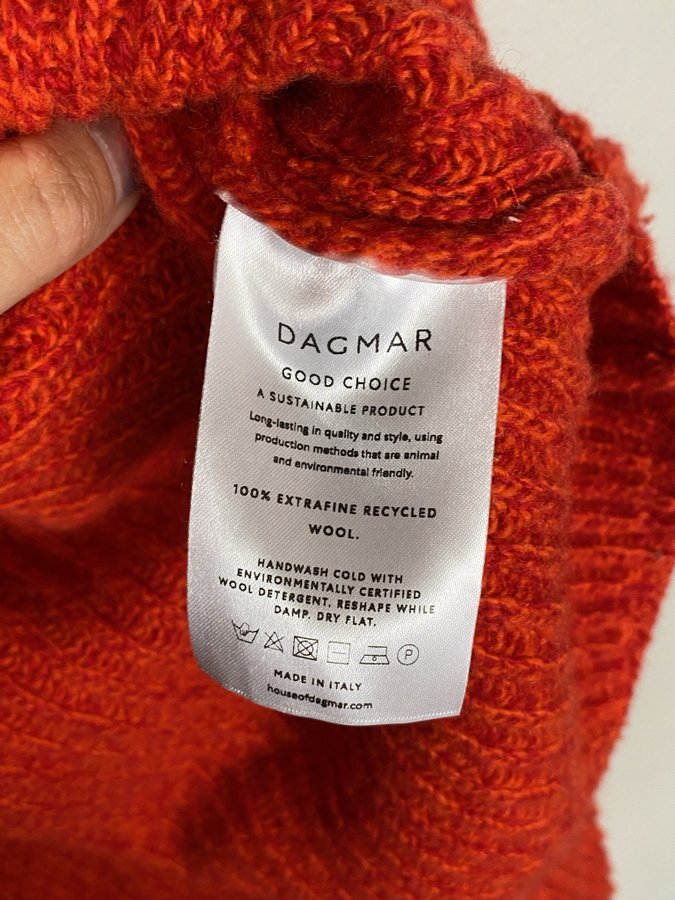 DAGMAR
GOOD CHOICE
A SUSTAINABLE PRODUCT
Long-lasting in quality and style, using
production methods that are animal
and environmental friendly.
100% EXTRAFINE RECYCLED
WOOL.
HANDWASH COLD WITH
ENVIRONMENTALLY CERTIFIED
WOOL DETERGENT, RESHAPE WHILE
DAMP. DRY FLAT.
P
MADE IN ITALY
houseofdagmar.com